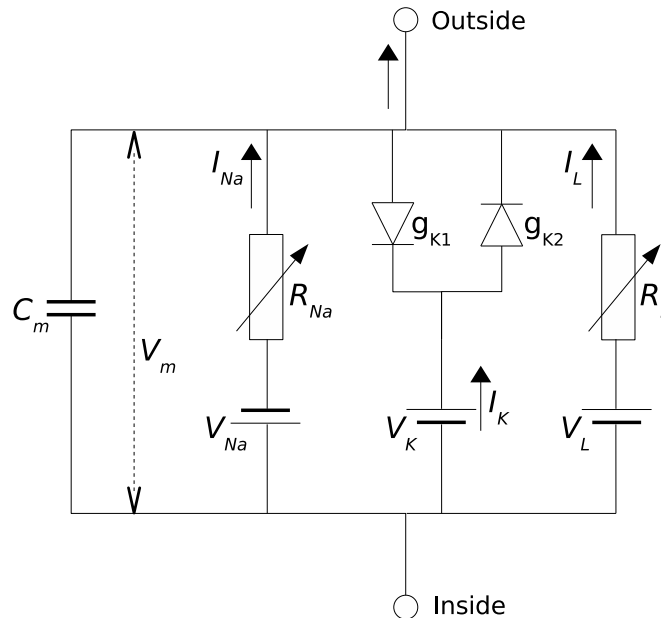 Outside
I_Na
I_L
g_K1
g_K2
C_m
R_Na
R
V_m
V_Na
V_K
I_K
V_L
Inside